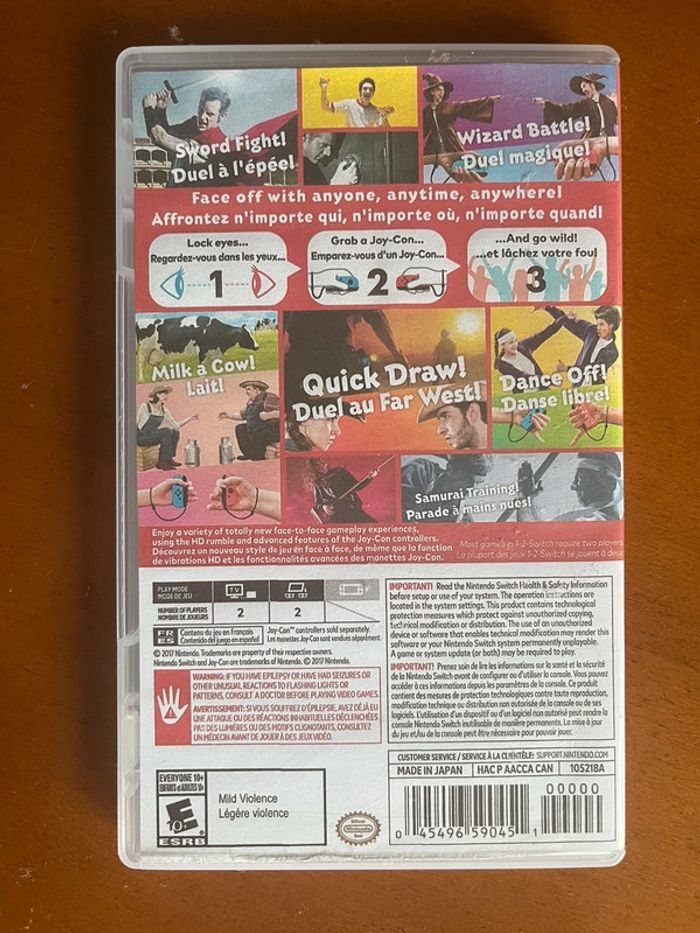 Sword Fight!
Duel à l'épée!
Wizard Battle!
Duel magique!
Face off with anyone, anytime, anywhere!
Affrontez n'importe qui, n'importe où, n'importe quand!
Lock eyes...
Regardez-vous dans les yeux...
1
Grab a Joy-Con...
Emparez-vous d'un Joy-Con...
2
...And go wild!
...et lâchez votre fou!
3
Milk a Cow!
Lait!
Quick Draw!
Duel au Far West!
Dance Off!
Danse libre!
Samurai Training!
Parade à mains nues!
Enjoy a variety of totally new face-to-face gameplay experiences,
using the HD rumble and advanced features of the Joy-Con controllers.
Découvrez un nouveau style de jeu en face à face, de même que la fonction
de vibrations HD et les fonctionnalités avancées des manettes Joy-Con.
Most games in 1-2-Switch require two players.
La plupart des jeux 1-2-Switch se jouent à deux
PLAY MODE
MODE DE JEU
TV
NUMBER OF PLAYERS
NOMBRE DE JOUEURS
2
2
FR
ES
Contenu du jeu en français
Contenido del juego en español
Joy-Con™ controllers sold separately.
Les manettes Joy-Con sont vendues séparément.
© 2017 Nintendo. Trademarks are property of their respective owners.
Nintendo Switch and Joy-Con are trademarks of Nintendo. © 2017 Nintendo.
WARNING: IF YOU HAVE EPILEPSY OR HAVE HAD SEIZURES OR
OTHER UNUSUAL REACTIONS TO FLASHING LIGHTS OR
PATTERNS, CONSULT A DOCTOR BEFORE PLAYING VIDEO GAMES.
AVERTISSEMENT: SI VOUS SOUFFREZ D'ÉPILEPSIE, AVEZ DÉJÀ EU
UNE ATTAQUE OU DES RÉACTIONS INHABITUELLES DÉCLENCHÉES
PAR DES LUMIÈRES OU DES MOTIFS CLIGNOTANTS, CONSULTEZ
UN MÉDECIN AVANT DE JOUER À DES JEUX VIDÉO.
IMPORTANT! Read the Nintendo Switch Health & Safety Information
before setup or use of your system. The operation instructions are
located in the system settings. This product contains technological
protection measures which protect against unauthorized copying,
technical modification or distribution. The use of an unauthorized
device or software that enables technical modification may render this
or your Nintendo Switch system permanently unplayable.
A game or system update (or both) may be required to play.
IMPORTANT! Prenez soin de lire les informations sur la santé et la sécurité
de la Nintendo Switch avant de configurer ou d'utiliser la console. Vous pouvez
accéder à ces informations depuis les paramètres de la console. Ce produit
contient des mesures de protection technologiques contre toute reproduction,
modification technique ou distribution non autorisée de la console ou de ses
logiciels. L'utilisation d'un dispositif ou d'un logiciel non autorisé peut rendre la
console Nintendo Switch inutilisable de manière permanente. La mise à jour
du jeu et/ou de la console peut être nécessaire pour pouvoir jouer.
CUSTOMER SERVICE / SERVICE À LA CLIENTÈLE: SUPPORT.NINTENDO.COM
MADE IN JAPAN
HAC P AACCA CAN
105218A
EVERYONE 10+
ENFANTS et ADULTES 10+
E
10+
ESRB
Mild Violence
Légère violence
Official
Nintendo
Seal
00000
0 45496 59045 1